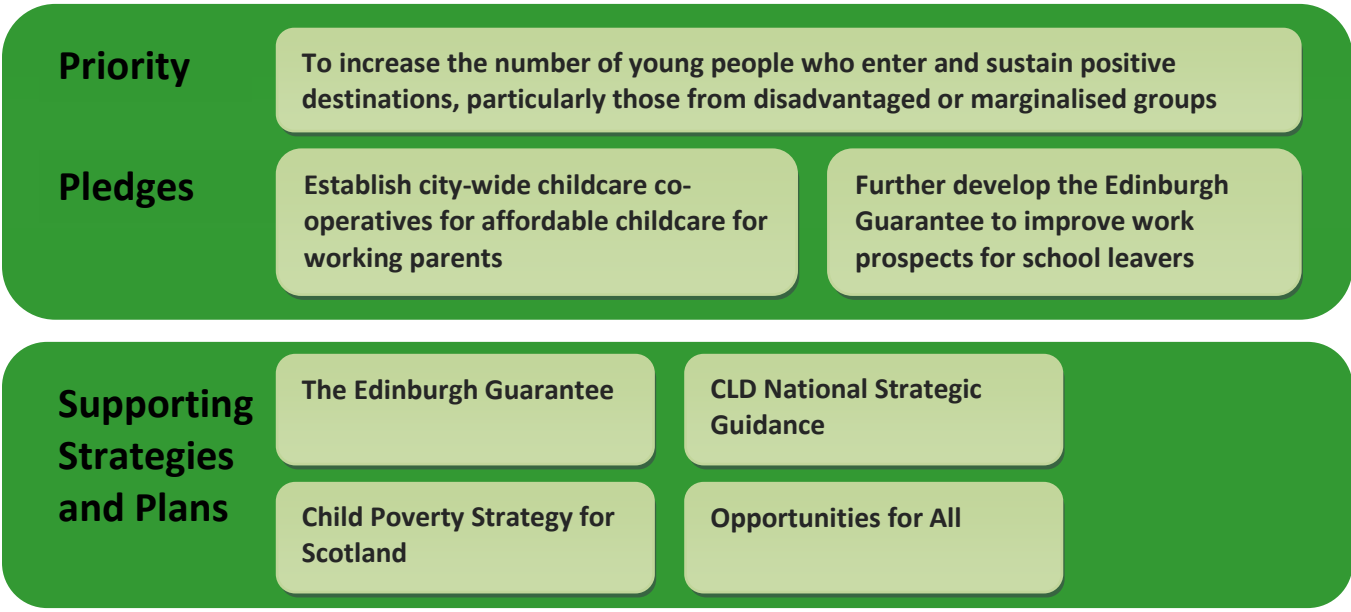 Priority
To increase the number of young people who enter and sustain positive
destinations, particularly those from disadvantaged or marginalised groups
Pledges
Establish city-wide childcare co-
operatives for affordable childcare for
working parents
Further develop the Edinburgh
Guarantee to improve work
prospects for school leavers
Supporting
Strategies
and Plans
The Edinburgh Guarantee
CLD National Strategic
Guidance
Child Poverty Strategy for
Scotland
Opportunities for All